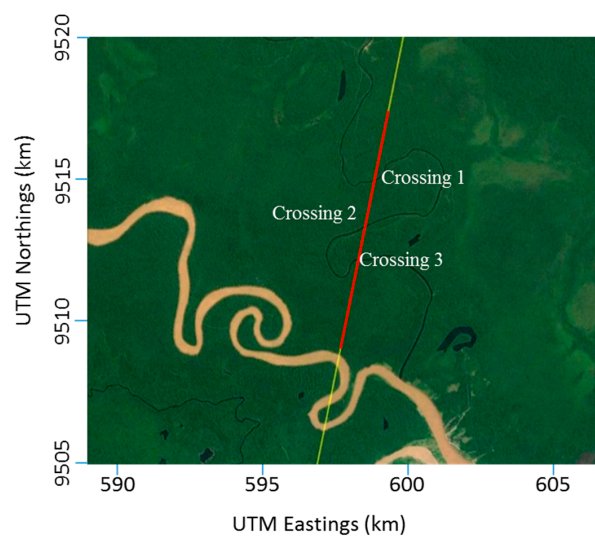 9520
9515
9510
9505
UTM Northings (km)
Crossing 1
Crossing 2
Crossing 3
590
595
600
605
UTM Eastings (km)